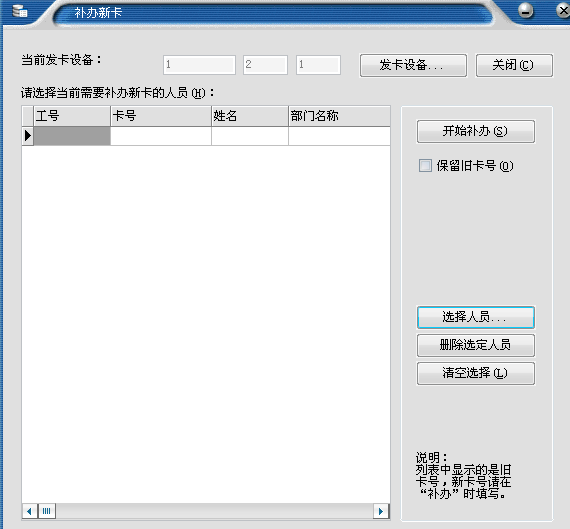 补办新卡
当前发卡设备： 1 2 1 发卡设备... 关闭(C)
请选择当前需要补办新卡的人员(H)：
工号 卡号 姓名 部门名称
开始补办(S)
保留旧卡号(O)
选择人员...
删除选定人员
清空选择(L)
说明：
列表中显示的是旧
卡号，新卡号请在
“补办”时填写。